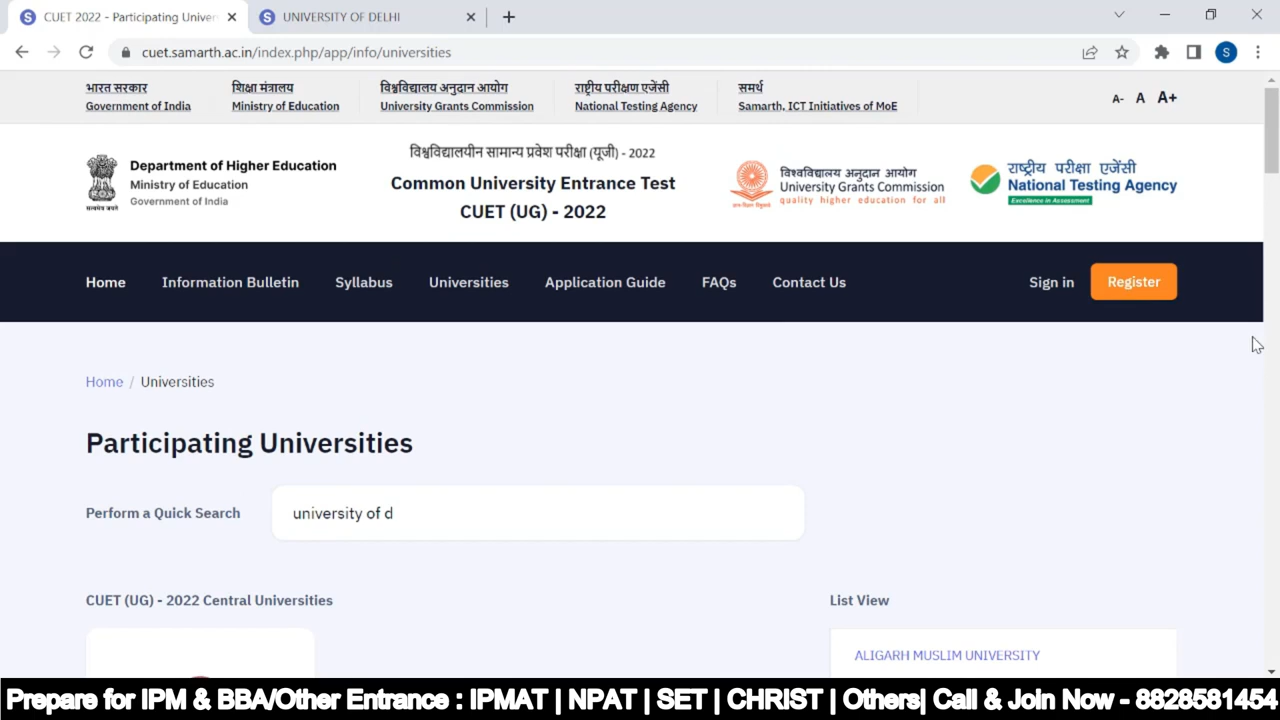 CUET 2022 - Participating Univer
UNIVERSITY OF DELHI
cuet.samarth.ac.in/index.php/app/info/universities
S
भारत सरकार
Government of India
शिक्षा मंत्रालय
Ministry of Education
विश्वविद्यालय अनुदान आयोग
University Grants Commission
राष्ट्रीय परीक्षण एजेंसी
National Testing Agency
समर्थ
Samarth, ICT Initiatives of MoE
A- A A+
सत्यमेव जयते
Department of Higher Education
Ministry of Education
Government of India
विश्वविद्यालयीन सामान्य प्रवेश परीक्षा (यूजी) - 2022
Common University Entrance Test
CUET (UG) - 2022
विश्वविद्यालय अनुदान आयोग
University Grants Commission
quality higher education for all
राष्ट्रीय परीक्षा एजेंसी
National Testing Agency
Excellence in Assessment
Home Information Bulletin Syllabus Universities Application Guide FAQs Contact Us Sign in Register
Home / Universities
Participating Universities
Perform a Quick Search university of d
CUET (UG) - 2022 Central Universities
List View
ALIGARH MUSLIM UNIVERSITY
Prepare for IPM & BBA/Other Entrance : IPMAT | NPAT | SET | CHRIST | Others| Call & Join Now - 8828581454